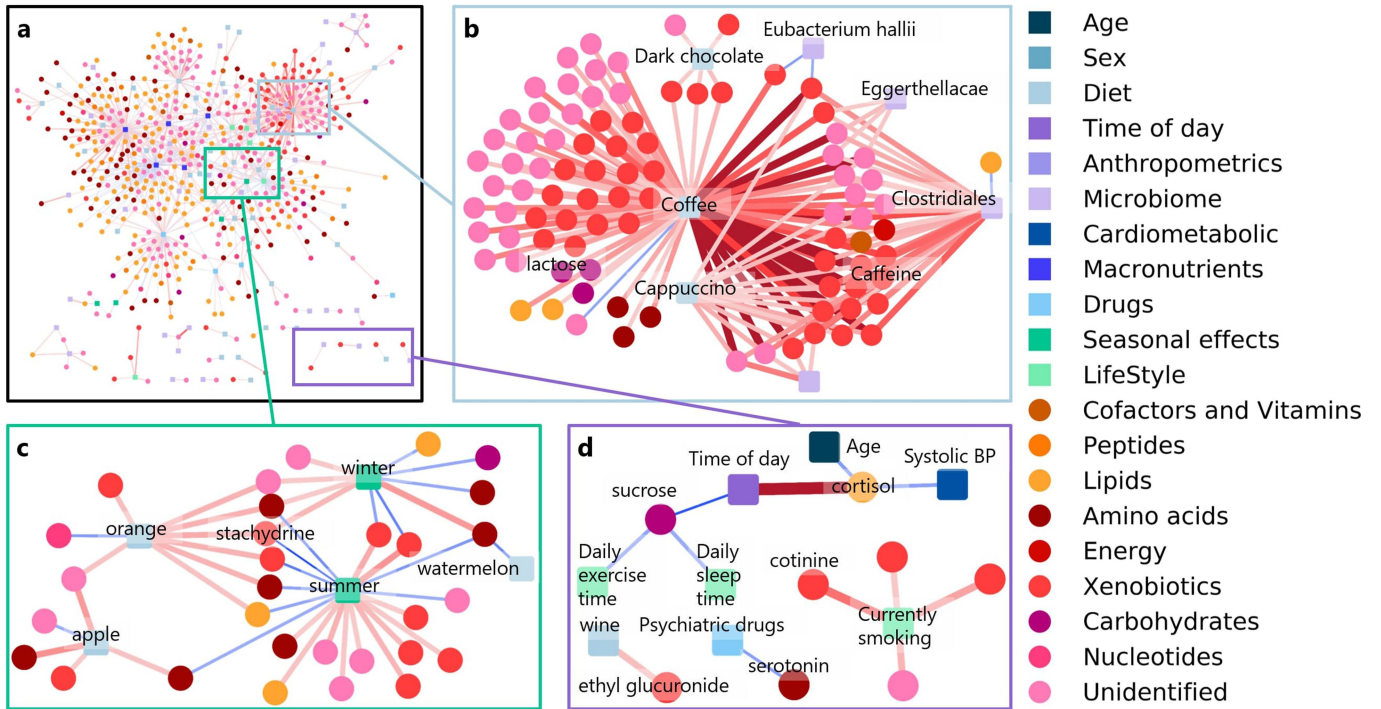 a
b
Dark chocolate
Eubacterium hallii
Eggerthellacae
Clostridiales
Coffee
lactose
Cappuccino
Caffeine
c
winter
orange
stachydrine
watermelon
summer
apple
d
Time of day
Age
Systolic BP
cortisol
sucrose
Daily
exercise
time
Daily
sleep
time
cotinine
Currently
smoking
wine
Psychiatric drugs
serotonin
ethyl glucuronide
Age
Sex
Diet
Time of day
Anthropometrics
Microbiome
Cardiometabolic
Macronutrients
Drugs
Seasonal effects
LifeStyle
Cofactors and Vitamins
Peptides
Lipids
Amino acids
Energy
Xenobiotics
Carbohydrates
Nucleotides
Unidentified